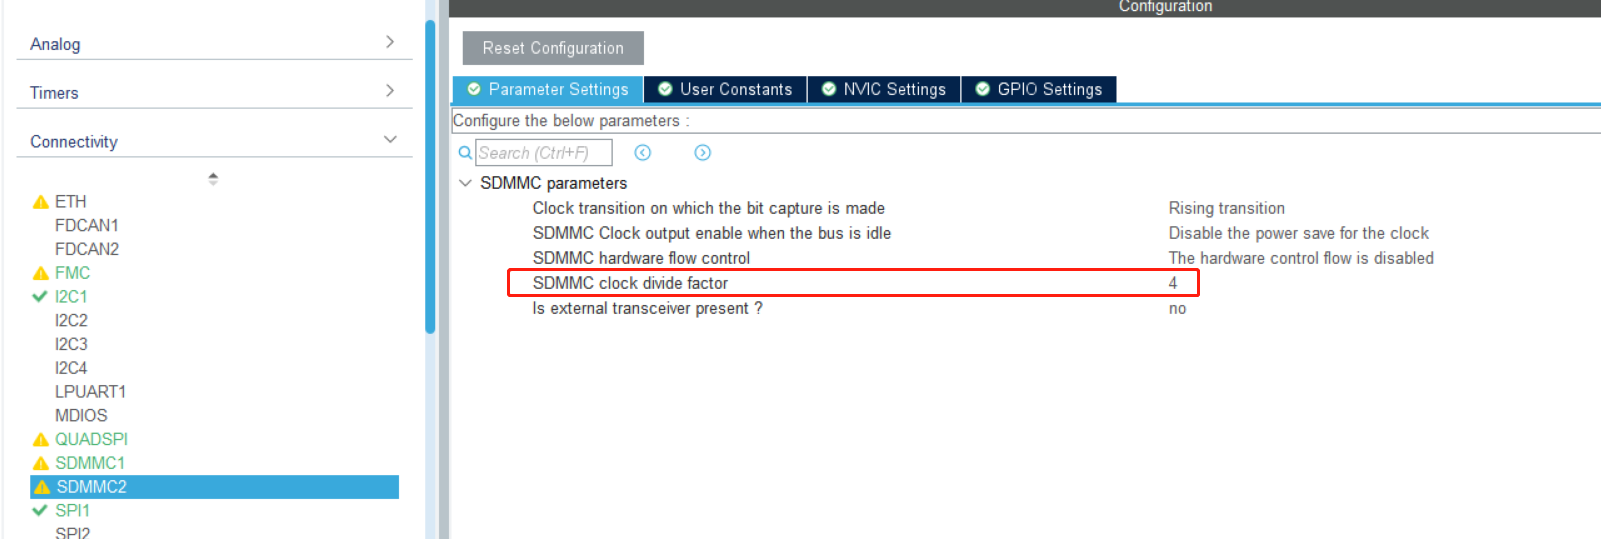 Configuration
Analog
Timers
Connectivity
ETH
FDCAN1
FDCAN2
FMC
I2C1
I2C2
I2C3
I2C4
LPUART1
MDIOS
QUADSPI
SDMMC1
SDMMC2
SPI1
SPI2
Reset Configuration
Parameter Settings User Constants NVIC Settings GPIO Settings
Configure the below parameters :
Search (Ctrl+F)
SDMMC parameters
Clock transition on which the bit capture is made Rising transition
SDMMC Clock output enable when the bus is idle Disable the power save for the clock
SDMMC hardware flow control The hardware control flow is disabled
SDMMC clock divide factor 4
Is external transceiver present ? no